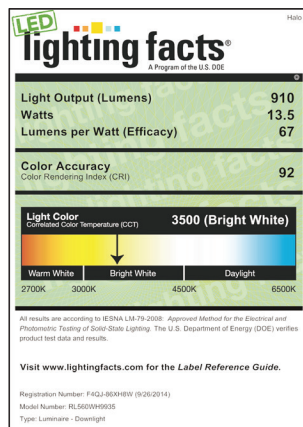 Halo
LED
lighting facts®
A Program of the U.S. DOE
Light Output (Lumens) 910
Watts 13.5
Lumens per Watt (Efficacy) 67
Color Accuracy 92
Color Rendering Index (CRI)
Light Color 3500 (Bright White)
Correlated Color Temperature (CCT)
Warm White Bright White Daylight
2700K 3000K 4500K 6500K
All results are according to IESNA LM-79-2008: Approved Method for the Electrical and
Photometric Testing of Solid-State Lighting. The U.S. Department of Energy (DOE) verifies
product test data and results.
Visit www.lightingfacts.com for the Label Reference Guide.
Registration Number: F4QJ-86XH8W (9/26/2014)
Model Number: RL560WH9935
Type: Luminaire - Downlight